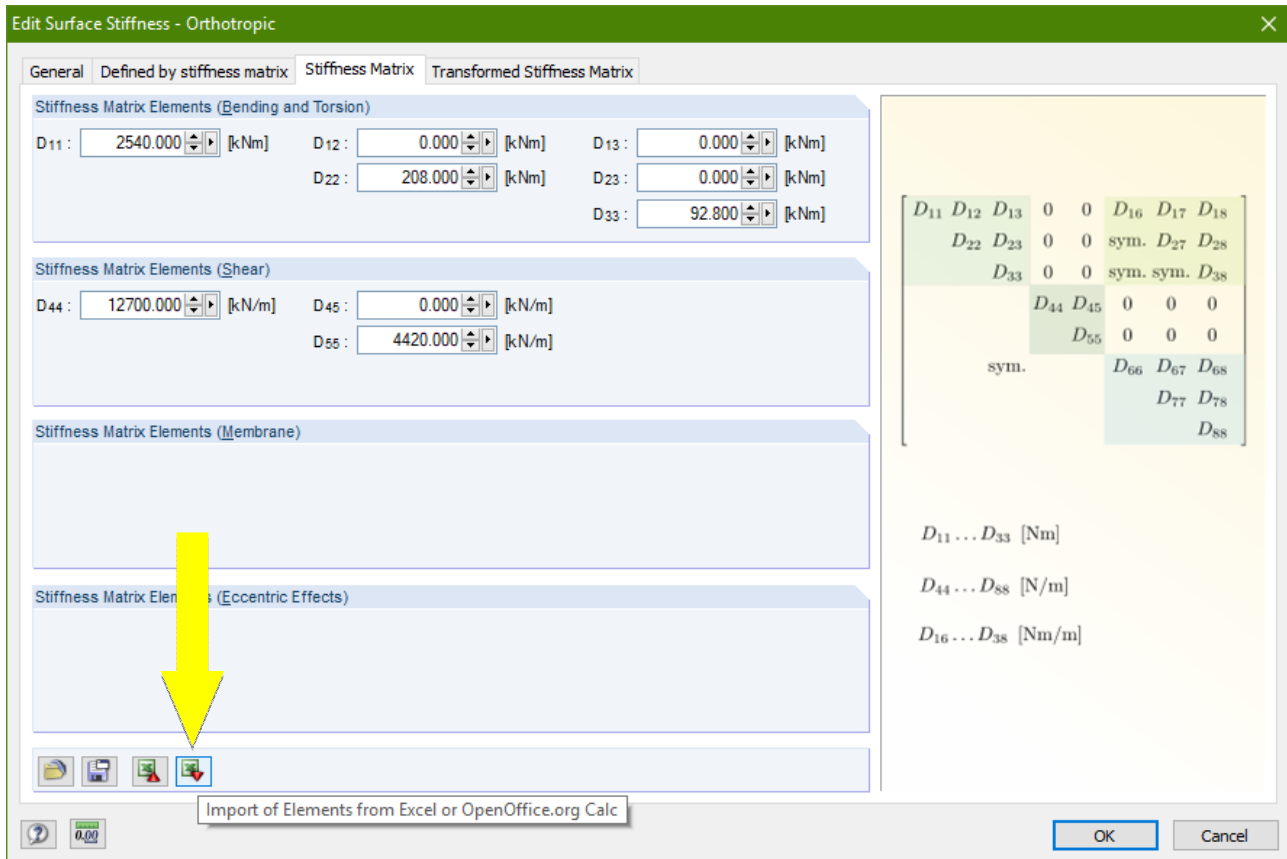 Edit Surface Stiffness - Orthotropic
General Defined by stiffness matrix Stiffness Matrix Transformed Stiffness Matrix
Stiffness Matrix Elements (Bending and Torsion)
D11 : 2540.000 [kNm] D12 : 0.000 [kNm] D13 : 0.000 [kNm]
D22 : 208.000 [kNm] D23 : 0.000 [kNm]
D33 : 92.800 [kNm]
Stiffness Matrix Elements (Shear)
D44 : 12700.000 [kN/m] D45 : 0.000 [kN/m]
D55 : 4420.000 [kN/m]
Stiffness Matrix Elements (Membrane)
Stiffness Matrix (Eccentric Effects)
Import of Elements from Excel or OpenOffice.org Calc
0.00
D11 D12 D13 0 0 D16 D17 D18
D22 D23 0 0 sym. D27 D28
D33 0 0 sym. sym. D38
D44 D45 0 0 0
D55 0 0 0
sym. D66 D67 D68
D77 D78
D88
D11 ... D33 [Nm]
D44 ... D88 [N/m]
D16 ... D38 [Nm/m]
OK Cancel